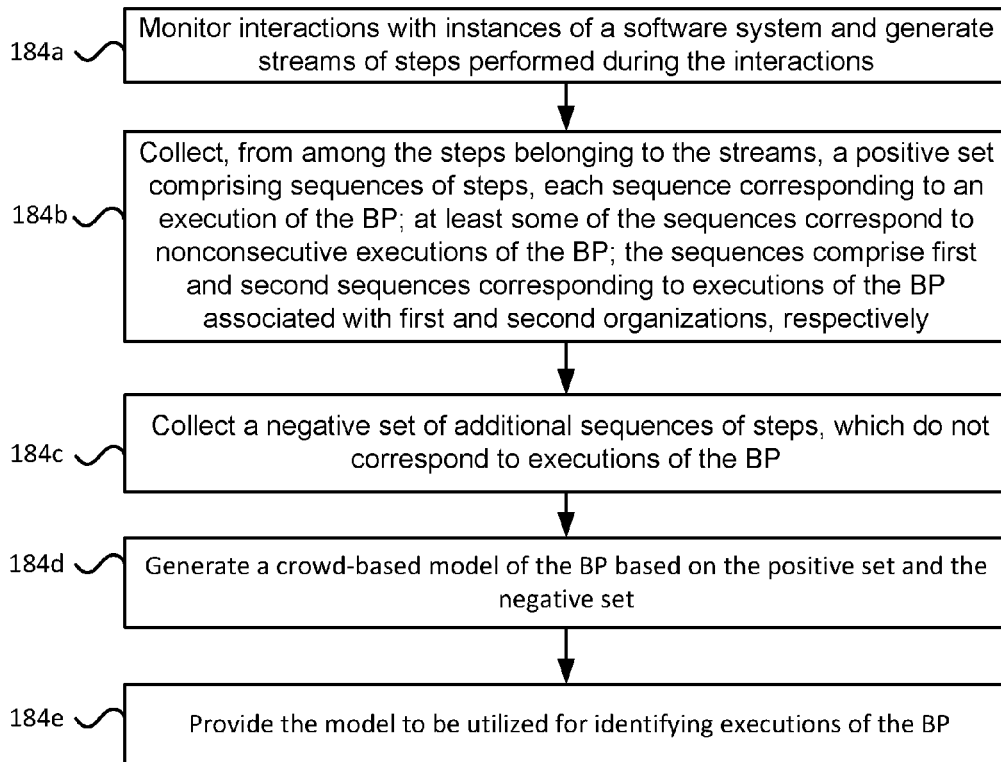 184a
Monitor interactions with instances of a software system and generate
streams of steps performed during the interactions
184b
Collect, from among the steps belonging to the streams, a positive set
comprising sequences of steps, each sequence corresponding to an
execution of the BP; at least some of the sequences correspond to
nonconsecutive executions of the BP; the sequences comprise first
and second sequences corresponding to executions of the BP
associated with first and second organizations, respectively
184c
Collect a negative set of additional sequences of steps, which do not
correspond to executions of the BP
184d
Generate a crowd-based model of the BP based on the positive set and the
negative set
184e
Provide the model to be utilized for identifying executions of the BP